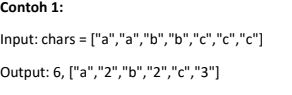 Contoh 1:
Input: chars = ["a","a","b","b","c","c","c"]
Output: 6, ["a","2","b","2","c","3"]